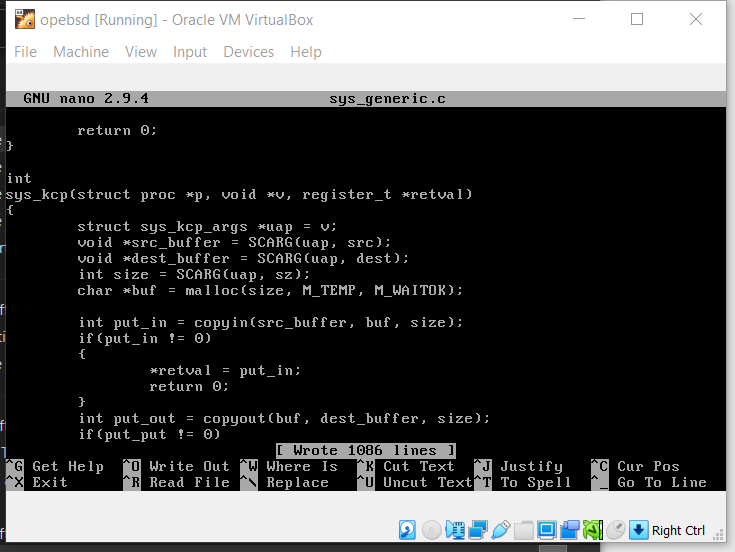 opebsd [Running] - Oracle VM VirtualBox
File Machine View Input Devices Help
GNU nano 2.9.4 sys_generic.c
return 0;
}
int
sys_kcp(struct proc *p, void *v, register_t *retval)
{
struct sys_kcp_args *uap = v;
void *src_buffer = SCARG(uap, src);
void *dest_buffer = SCARG(uap, dest);
int size = SCARG(uap, sz);
char *buf = malloc(size, M_TEMP, M_WAITOK);
int put_in = copyin(src_buffer, buf, size);
if(put_in != 0)
{
*retval = put_in;
return 0;
}
int put_out = copyout(buf, dest_buffer, size);
if(put_put != 0)
[ Wrote 1086 lines ]
^G Get Help ^O Write Out ^W Where Is ^K Cut Text ^J Justify ^C Cur Pos
^X Exit ^R Read File ^\ Replace ^U Uncut Text ^T To Spell ^_ Go To Line
Right Ctrl